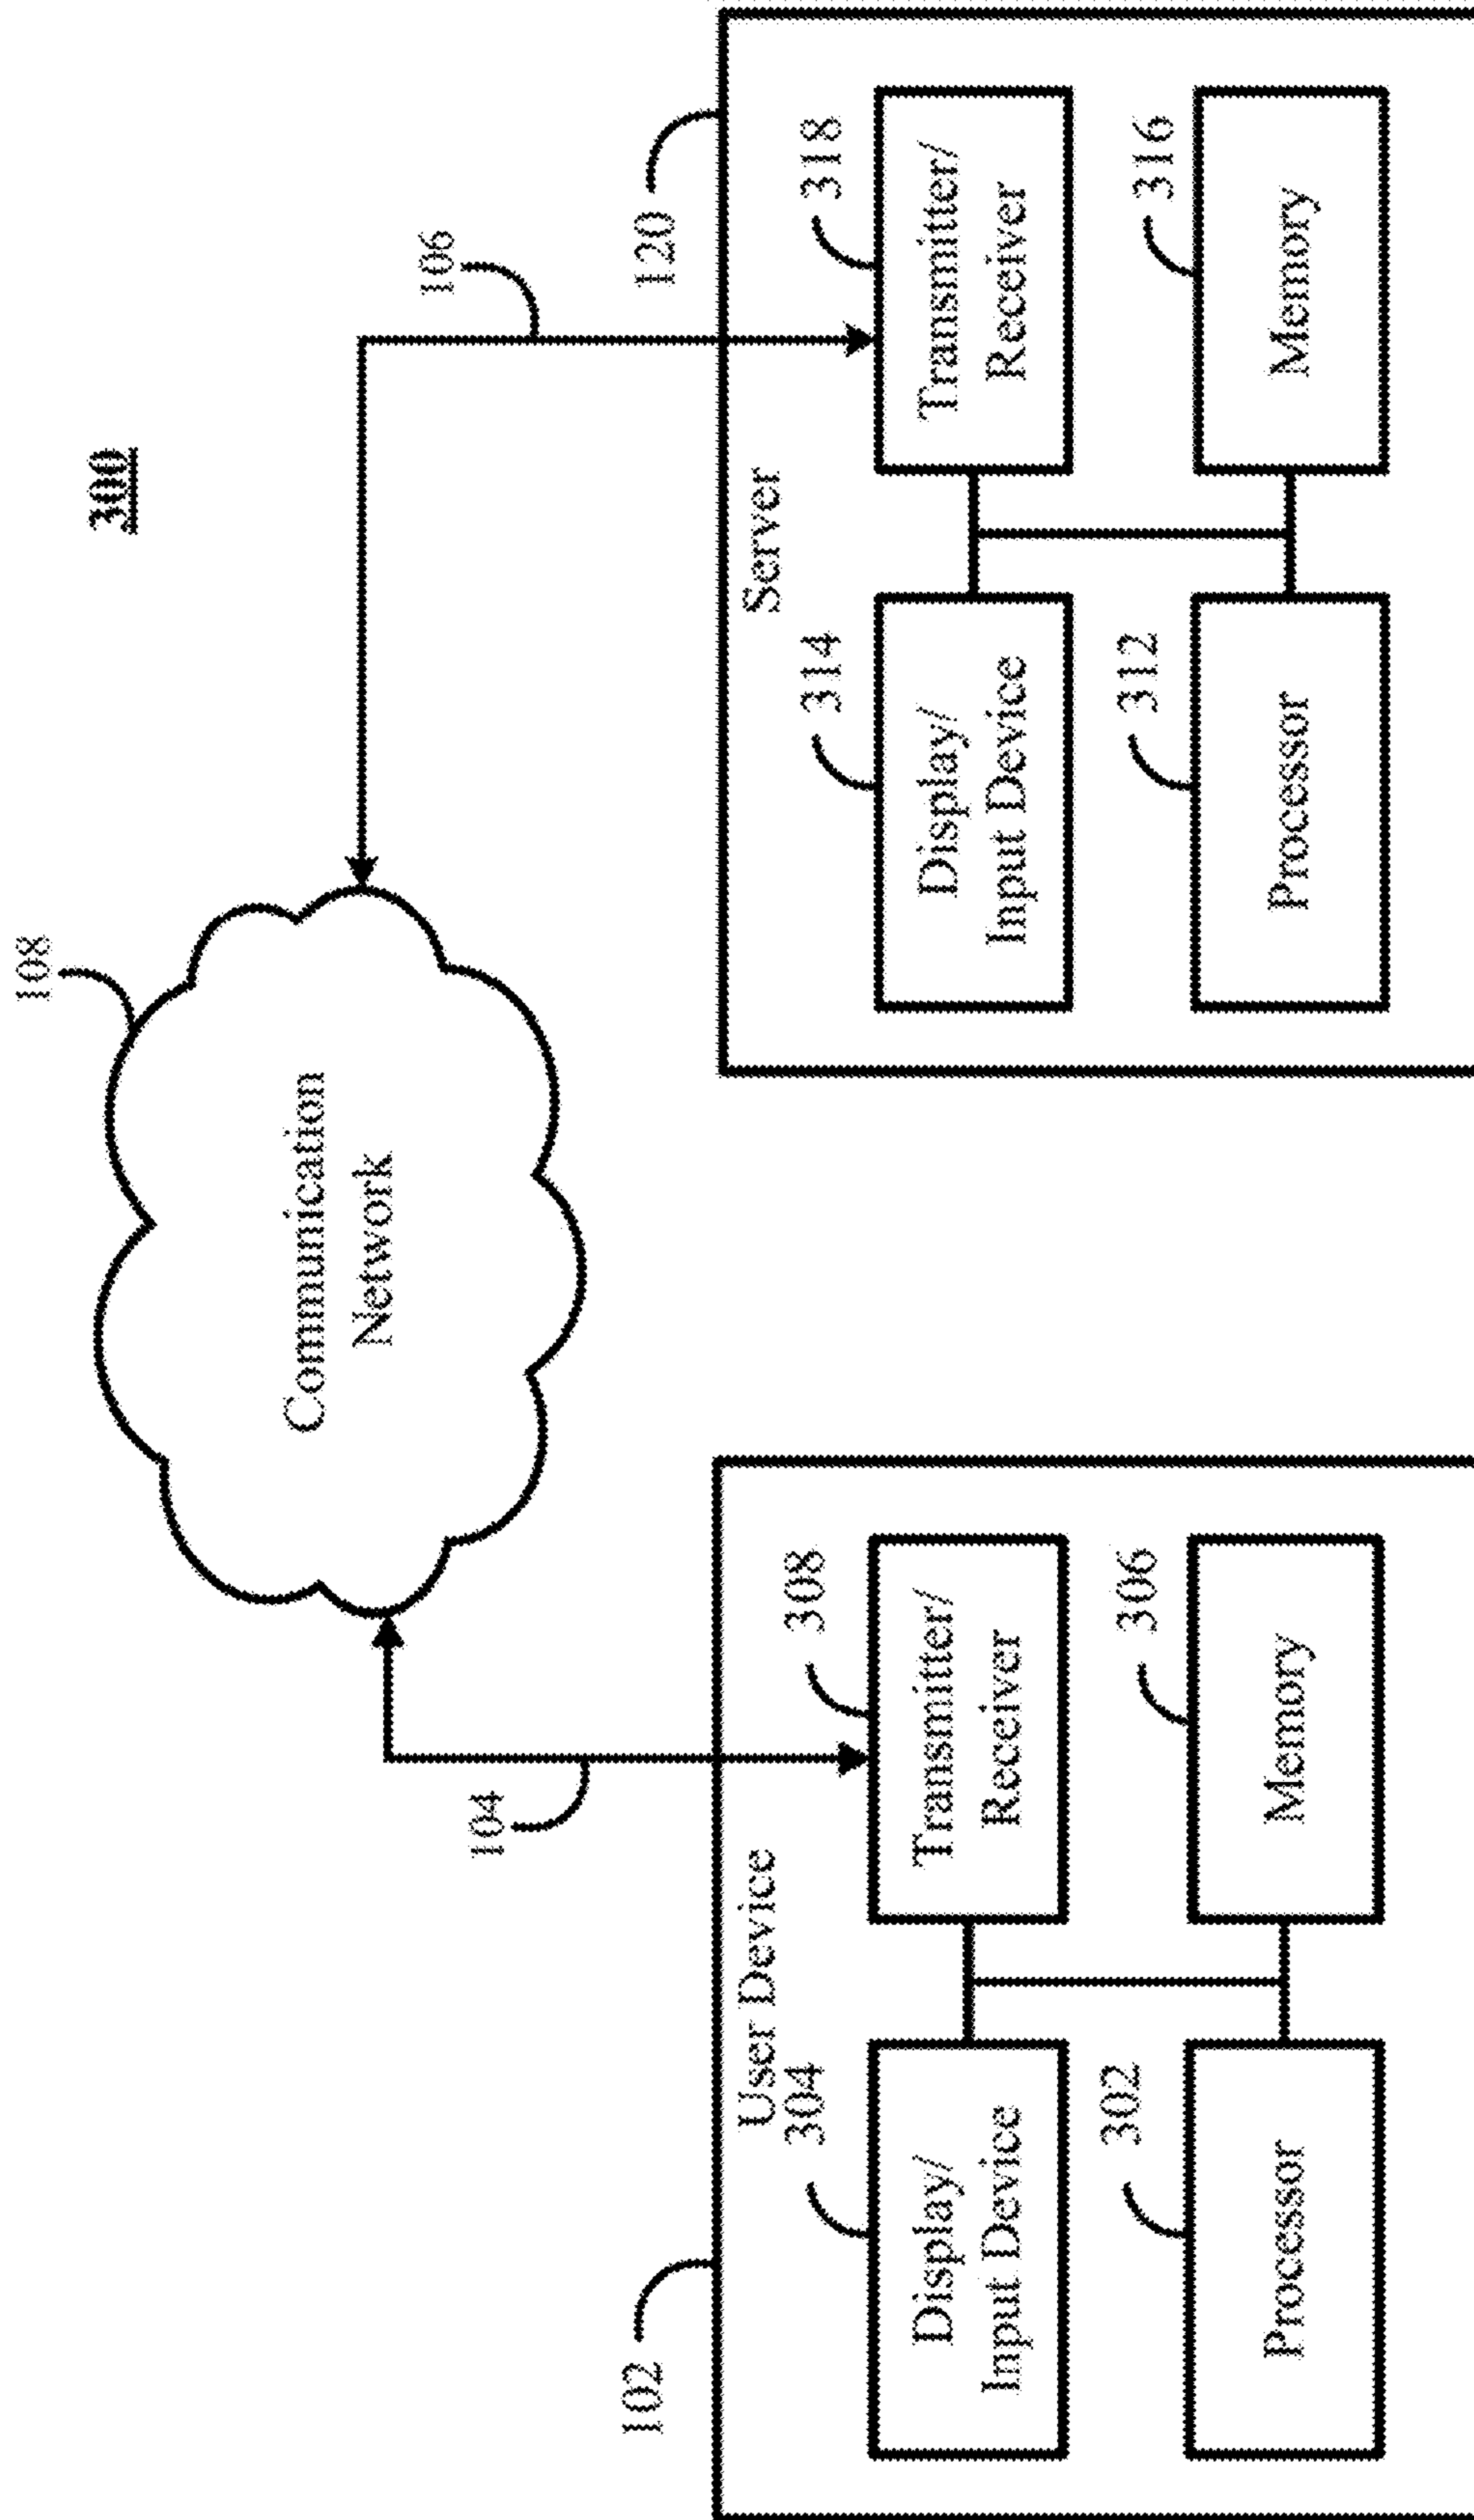 300
108
Communication
Network
106
104
102
User Device
304
Display/
Input Device
308
Transmitter/
Receiver
302
Processor
306
Memory
120
Server
314
Display/
Input Device
318
Transmitter/
Receiver
312
Processor
316
Memory